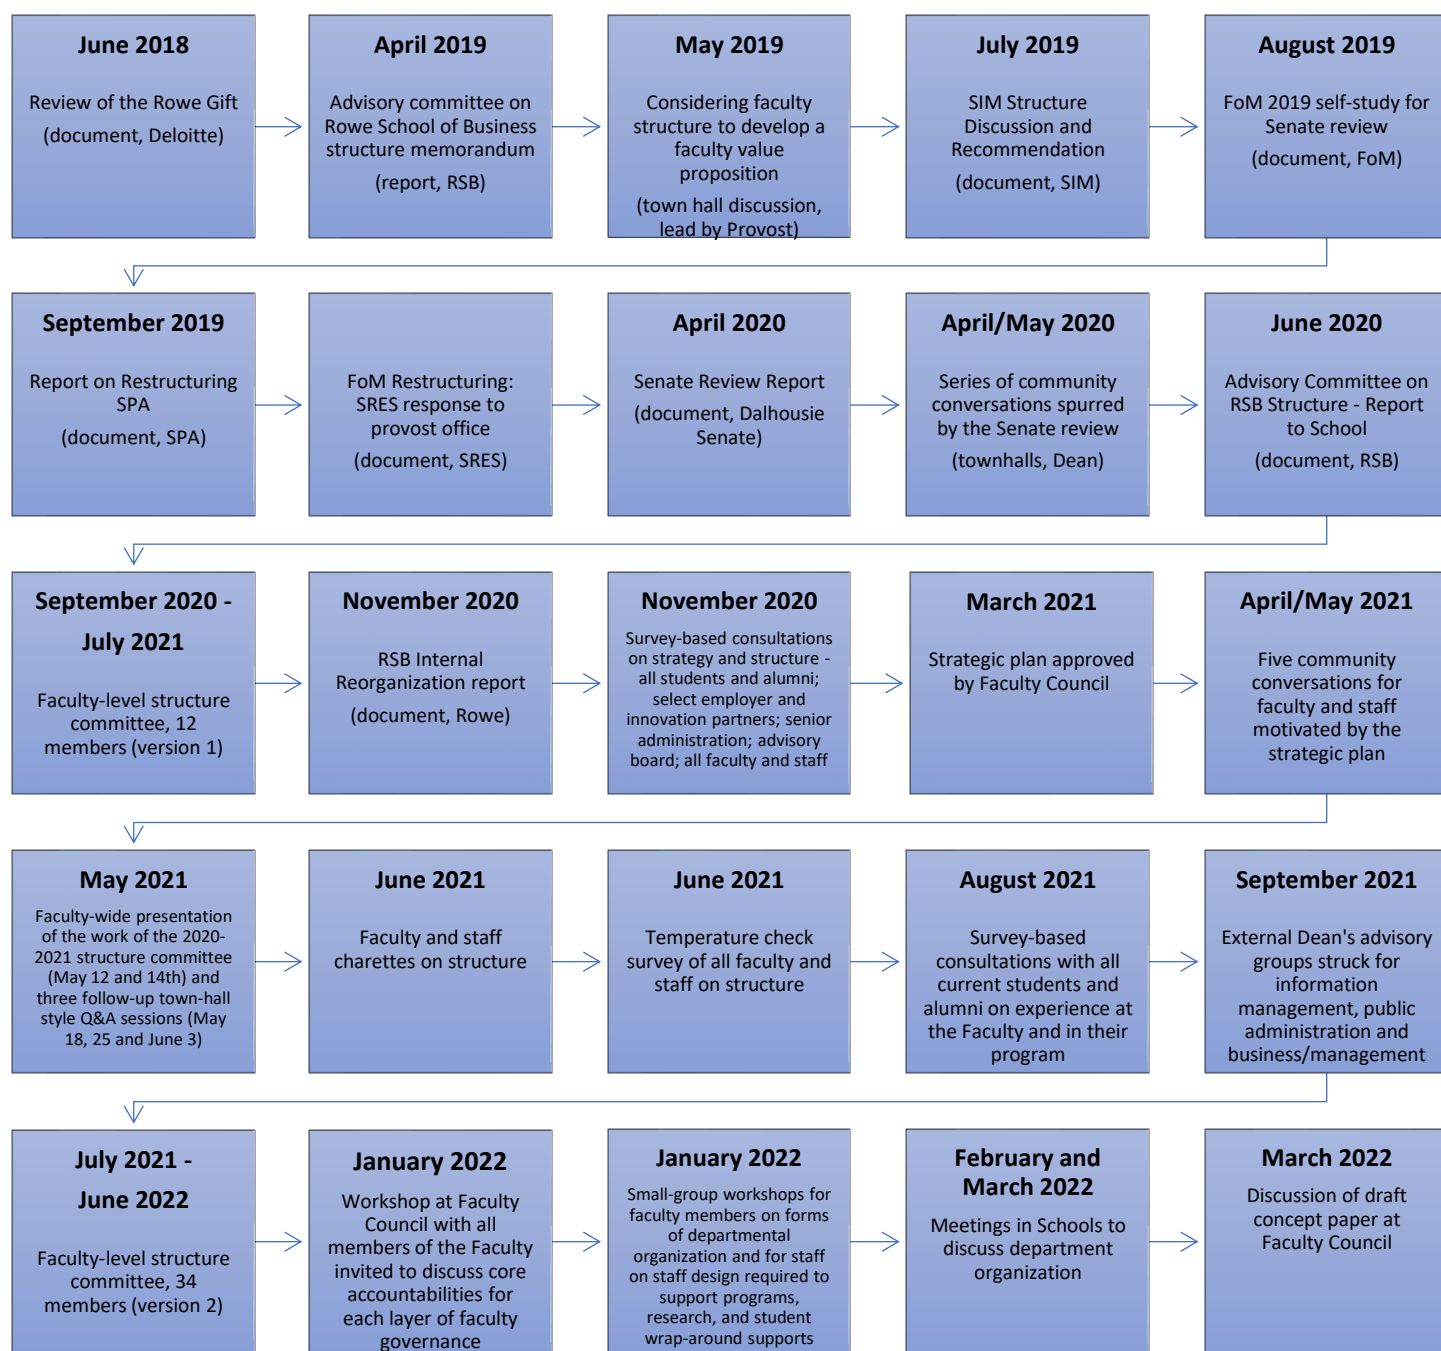 June 2018
Review of the Rowe Gift
(document, Deloitte)
April 2019
Advisory committee on
Rowe School of Business
structure memorandum
(report, RSB)
May 2019
Considering faculty
structure to develop a
faculty value
proposition
(town hall discussion,
lead by Provost)
July 2019
SIM Structure
Discussion and
Recommendation
(document, SIM)
August 2019
FoM 2019 self-study for
Senate review
(document, FoM)
September 2019
Report on Restructuring
SPA
(document, SPA)
FoM Restructuring:
SRES response to
provost office
(document, SRES)
April 2020
Senate Review Report
(document, Dalhousie
Senate)
April/May 2020
Series of community
conversations spurred
by the Senate review
(townhalls, Dean)
June 2020
Advisory Committee on
RSB Structure - Report
to School
(document, RSB)
September 2020 -
July 2021
Faculty-level structure
committee, 12
members (version 1)
November 2020
RSB Internal
Reorganization report
(document, Rowe)
November 2020
Survey-based consultations
on strategy and structure -
all students and alumni;
select employer and
innovation partners; senior
administration; advisory
board; all faculty and staff
March 2021
Strategic plan approved
by Faculty Council
April/May 2021
Five community
conversations for
faculty and staff
motivated by the
strategic plan
May 2021
Faculty-wide presentation
of the work of the 2020-
2021 structure committee
(May 12 and 14th) and
three follow-up town-hall
style Q&A sessions (May
18, 25 and June 3)
June 2021
Faculty and staff
charettes on structure
June 2021
Temperature check
survey of all faculty and
staff on structure
August 2021
Survey-based
consultations with all
current students and
alumni on experience at
the Faculty and in their
program
September 2021
External Dean's advisory
groups struck for
information
management, public
administration and
business/management
July 2021 -
June 2022
Faculty-level structure
committee, 34
members (version 2)
January 2022
Workshop at Faculty
Council with all
members of the Faculty
invited to discuss core
accountabilities for
each layer of faculty
governance
January 2022
Small-group workshops for
faculty members on forms
of departmental
organization and for staff
on staff design required to
support programs,
research, and student
wrap-around supports
February and
March 2022
Meetings in Schools to
discuss department
organization
March 2022
Discussion of draft
concept paper at
Faculty Council